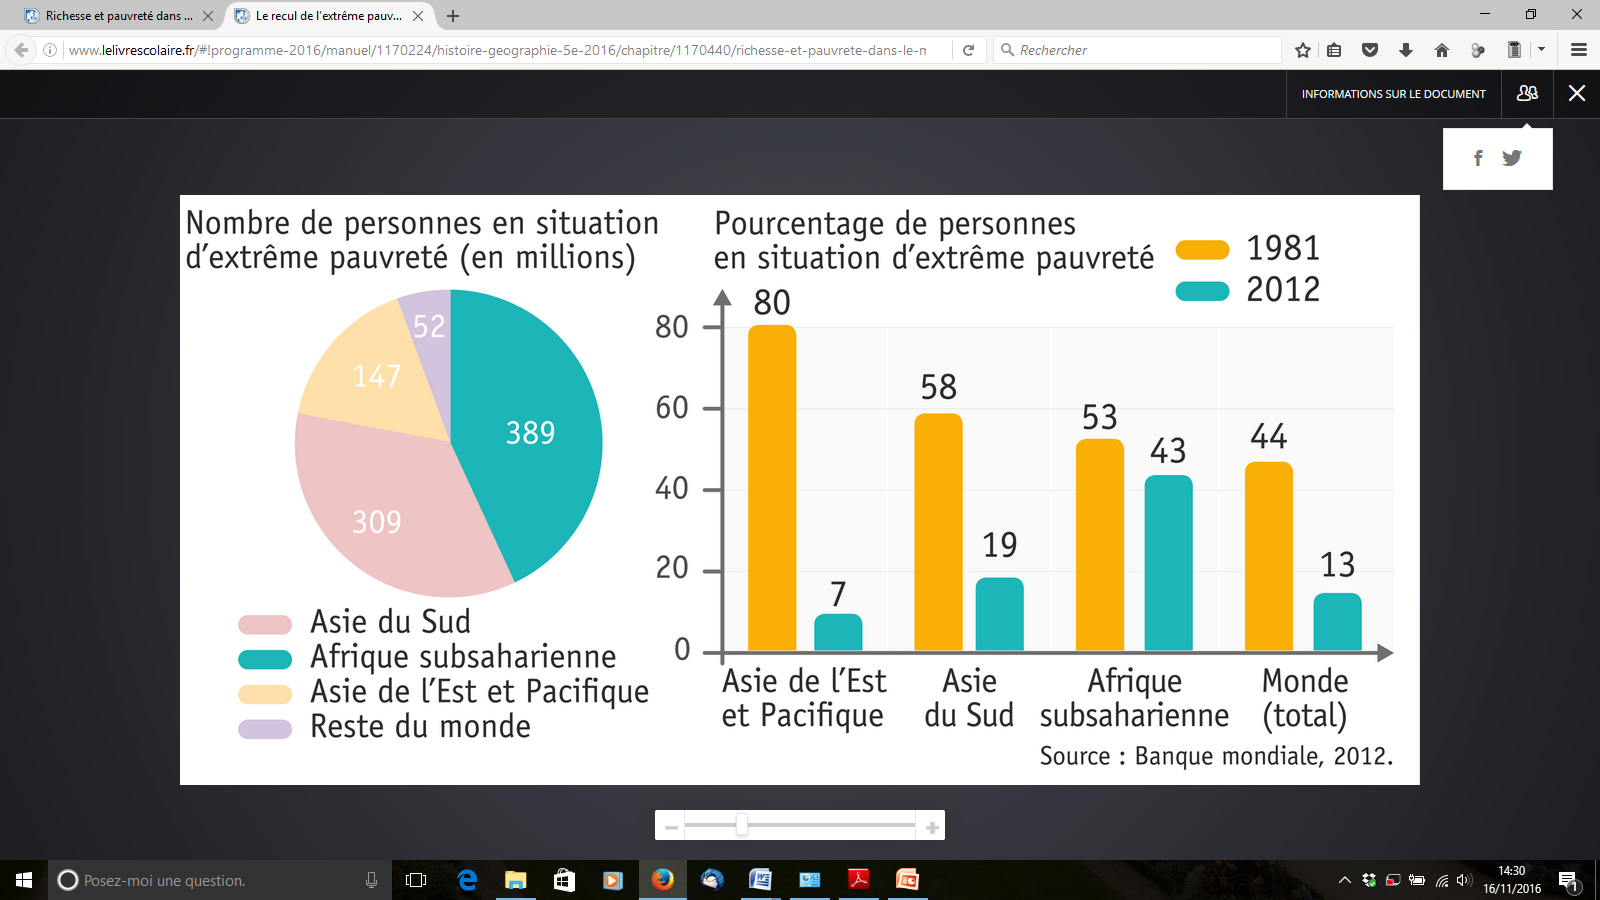 Richesse et pauvreté dans ...
Le recul de l'extrême pauv...
www.lelivrescolaire.fr/#!programme-2016/manuel/1170224/histoire-geographie-5e-2016/chapitre/1170440/richesse-et-pauvrete-dans-le-n
Rechercher
INFORMATIONS SUR LE DOCUMENT
Nombre de personnes en situation
d'extrême pauvreté (en millions)
52
147
389
309
Asie du Sud
Afrique subsaharienne
Asie de l'Est et Pacifique
Reste du monde
Pourcentage de personnes
en situation d'extrême pauvreté
1981
2012
80
60
40
20
0
80
7
58
19
53
43
44
13
Asie de l'Est
et Pacifique
Asie
du Sud
Afrique
subsaharienne
Monde
(total)
Source : Banque mondiale, 2012.
Posez-moi une question.
14:30
16/11/2016
1